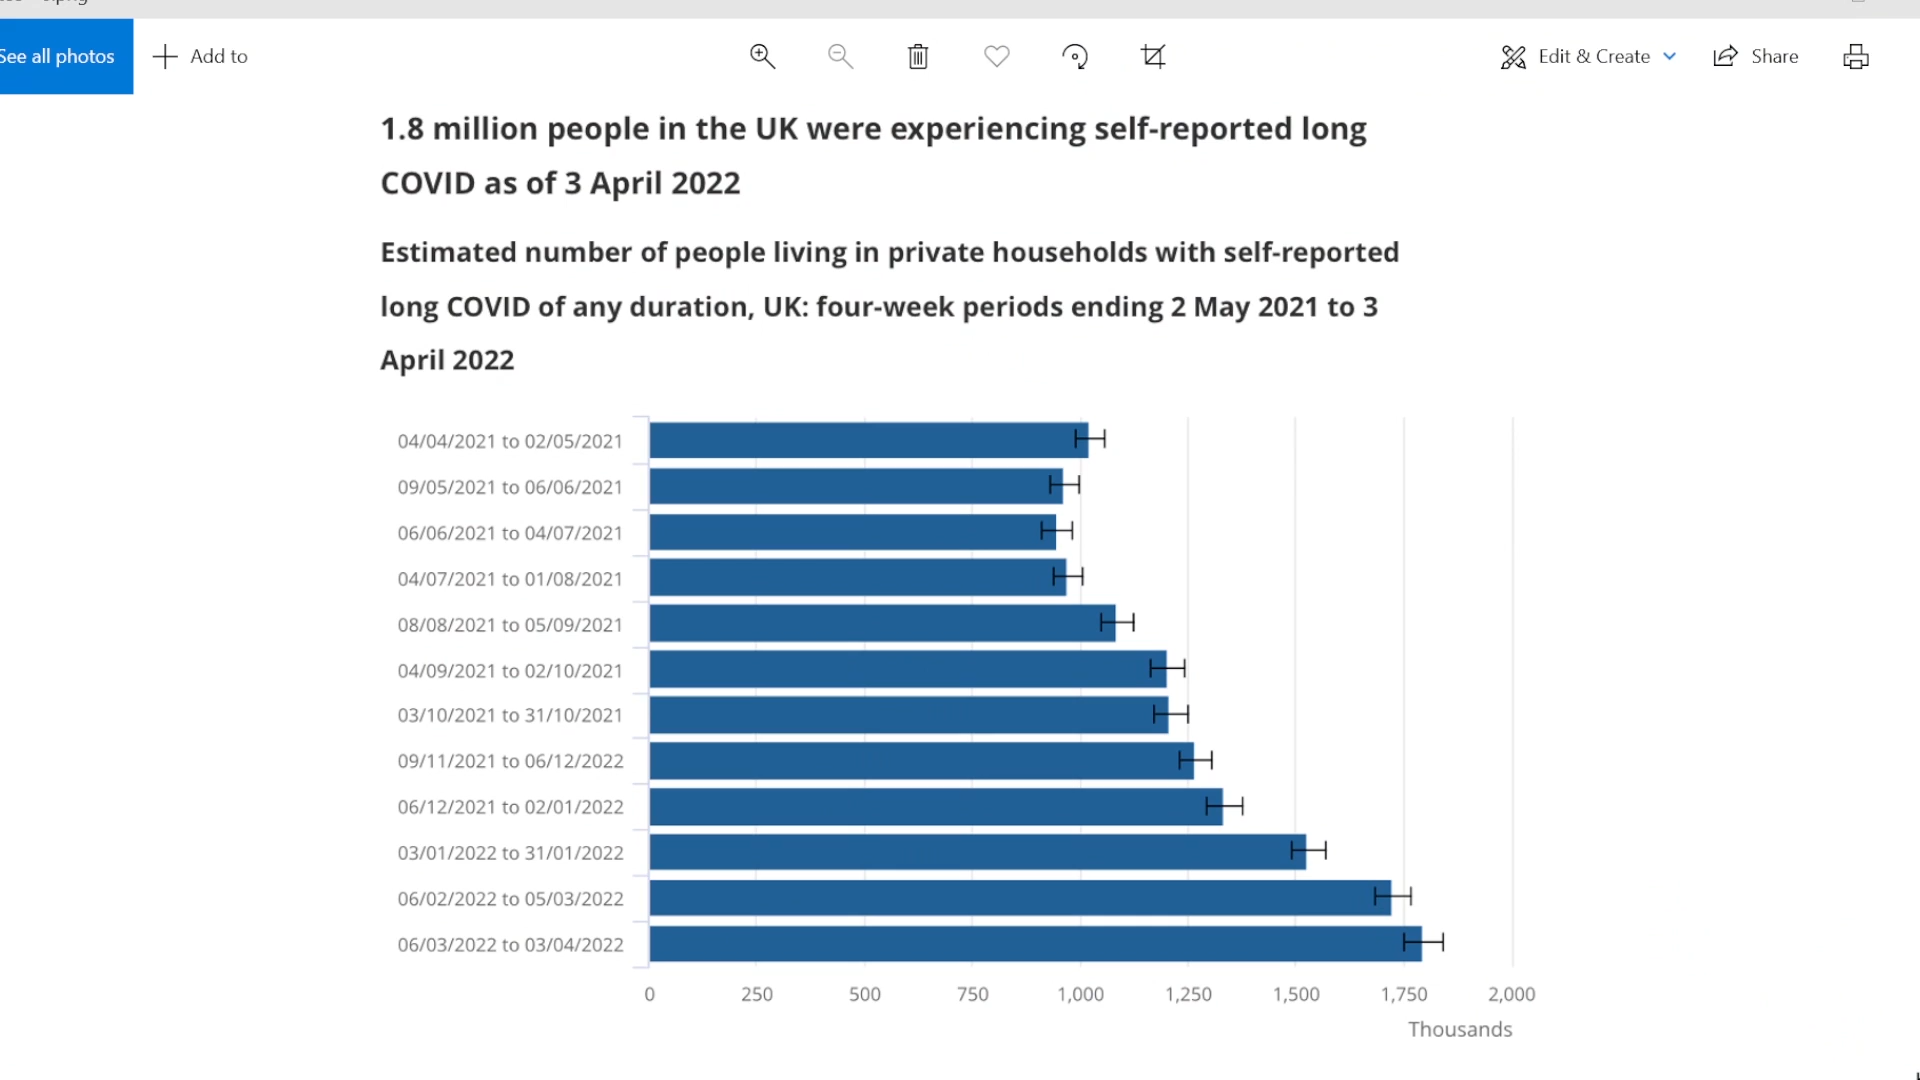 See all photos
Add to
Edit & Create
Share
1.8 million people in the UK were experiencing self-reported long
COVID as of 3 April 2022
Estimated number of people living in private households with self-reported
long COVID of any duration, UK: four-week periods ending 2 May 2021 to 3
April 2022
04/04/2021 to 02/05/2021
09/05/2021 to 06/06/2021
06/06/2021 to 04/07/2021
04/07/2021 to 01/08/2021
08/08/2021 to 05/09/2021
04/09/2021 to 02/10/2021
03/10/2021 to 31/10/2021
09/11/2021 to 06/12/2022
06/12/2021 to 02/01/2022
03/01/2022 to 31/01/2022
06/02/2022 to 05/03/2022
06/03/2022 to 03/04/2022
0 250 500 750 1,000 1,250 1,500 1,750 2,000
Thousands